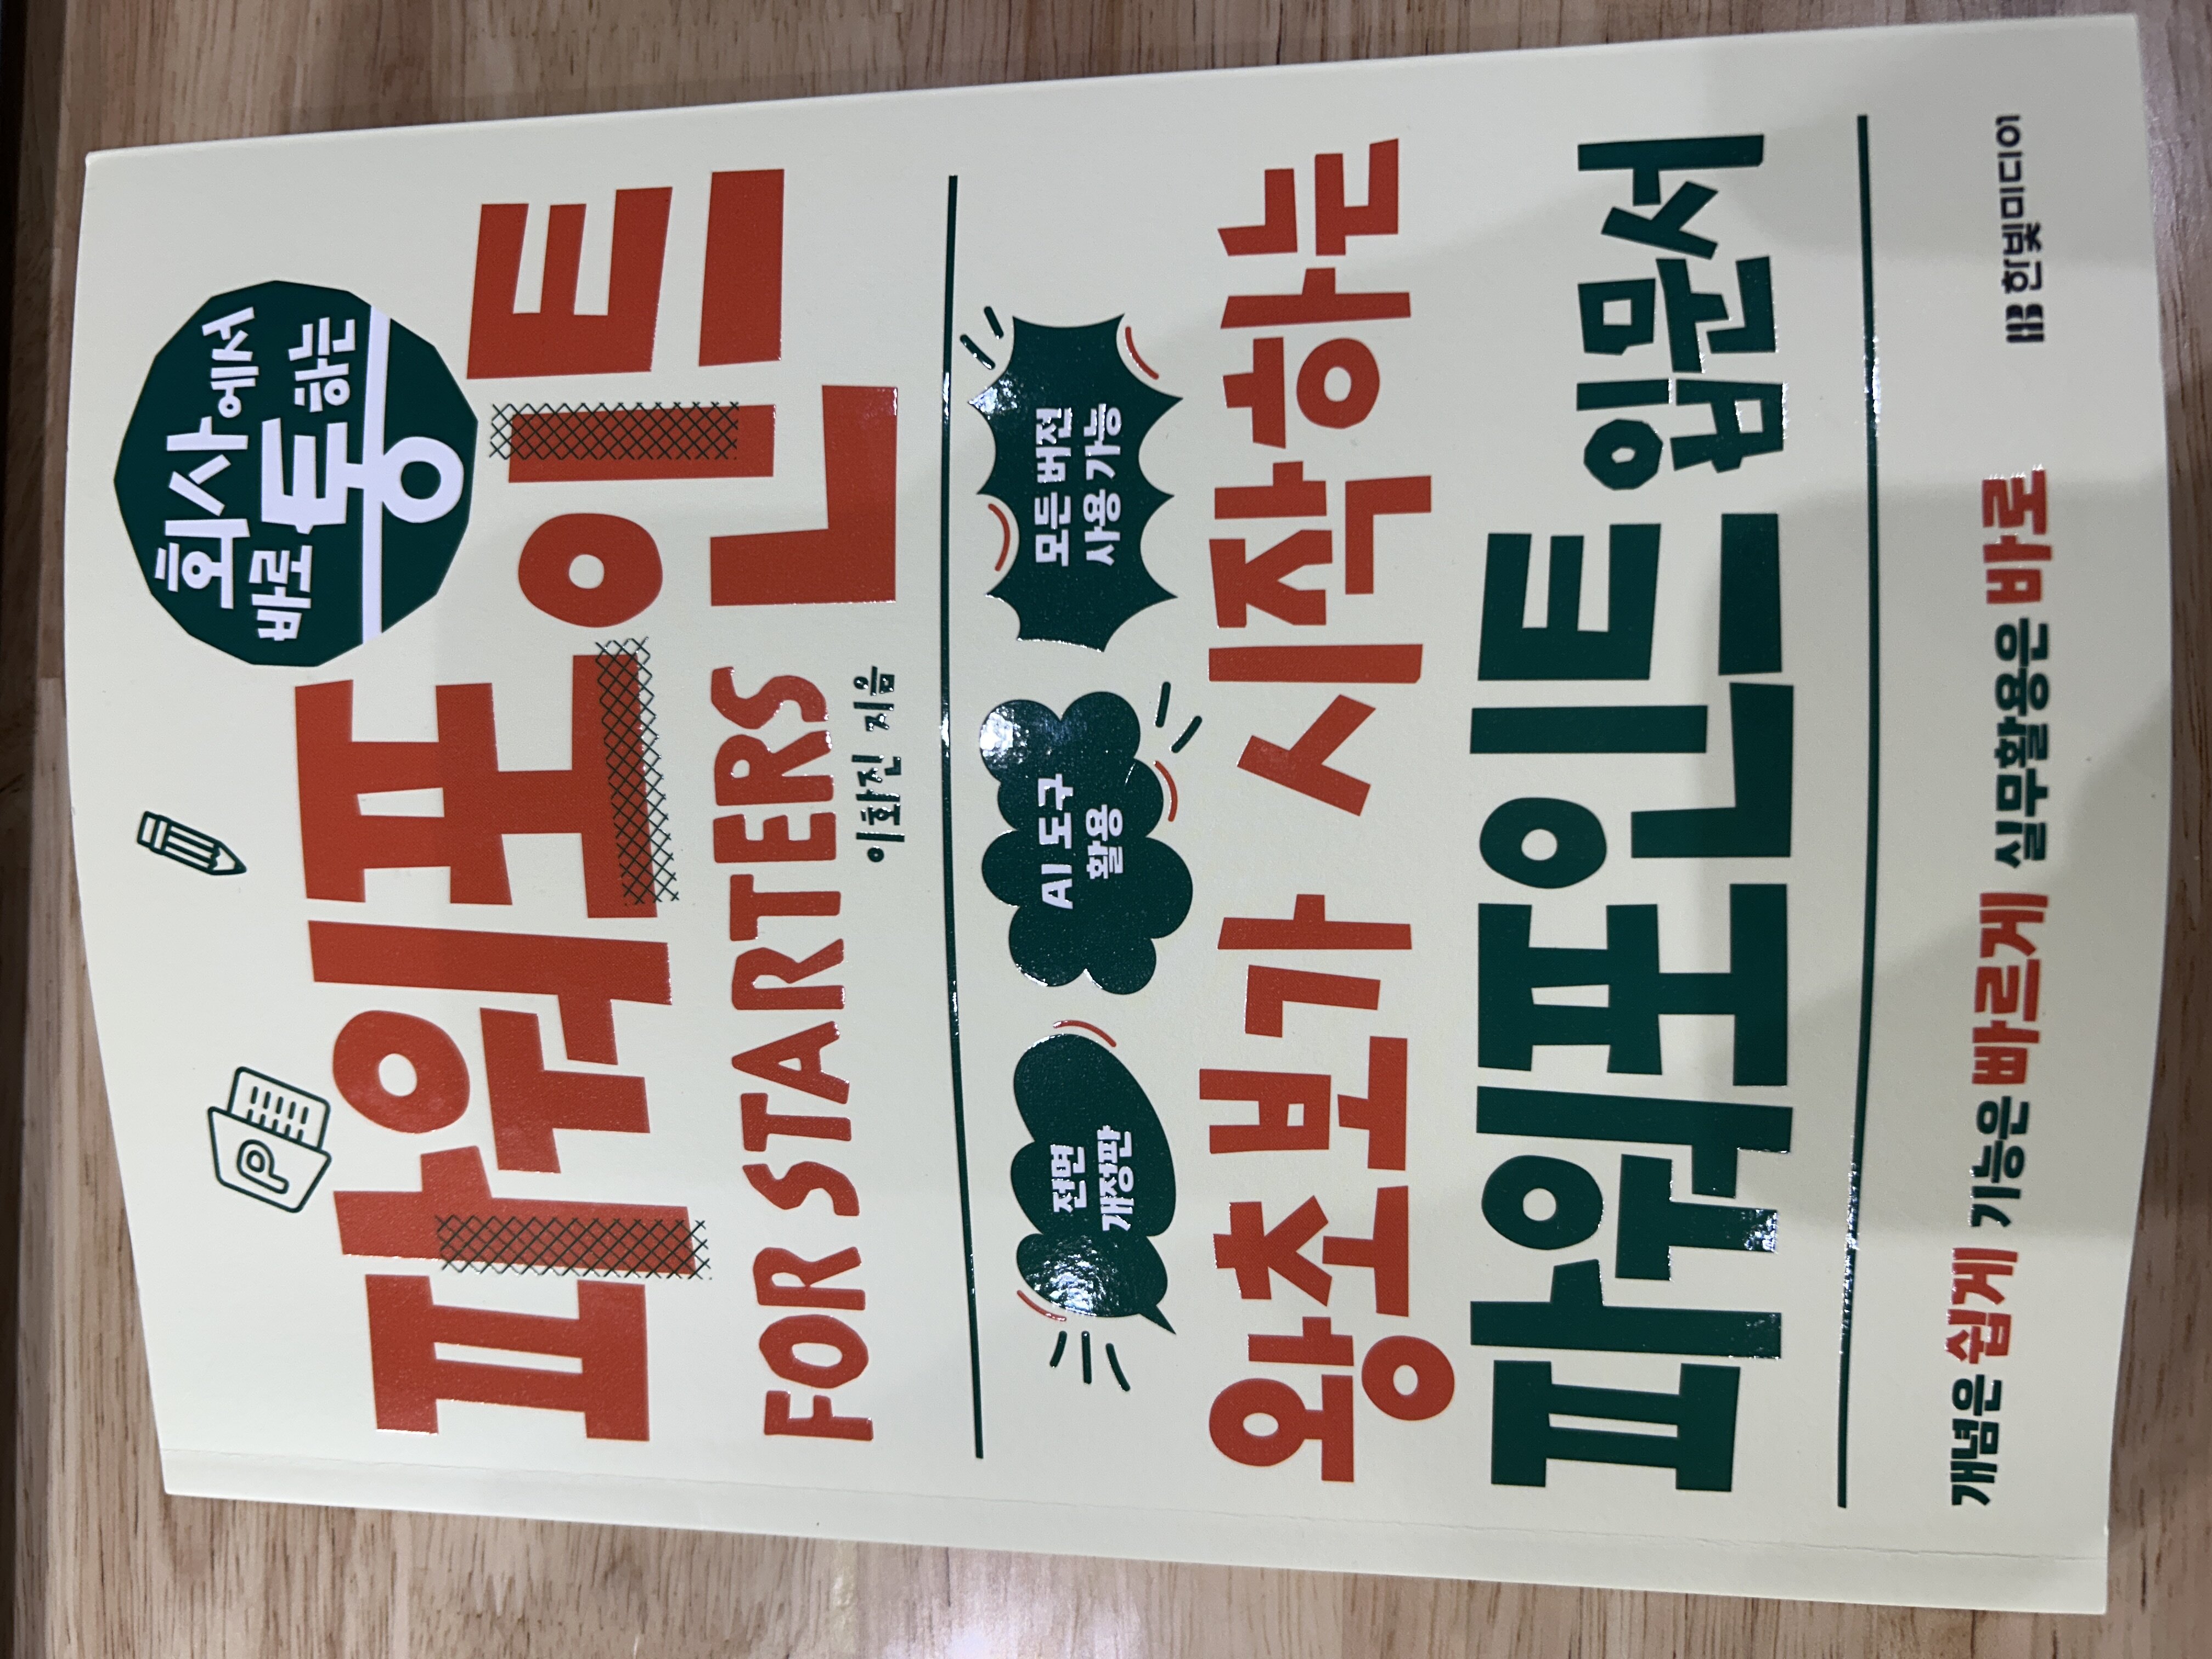 회사에서
바로 통하는
P
파워포인트
FOR STARTERS
이화진 지음
전면
개정판
AI 도구
활용
모든 버전
사용 가능
왕초보가 시작하는
파워포인트 입문서
개념은 쉽게 기능은 빠르게 실무활용은 바로
HB 한빛미디어